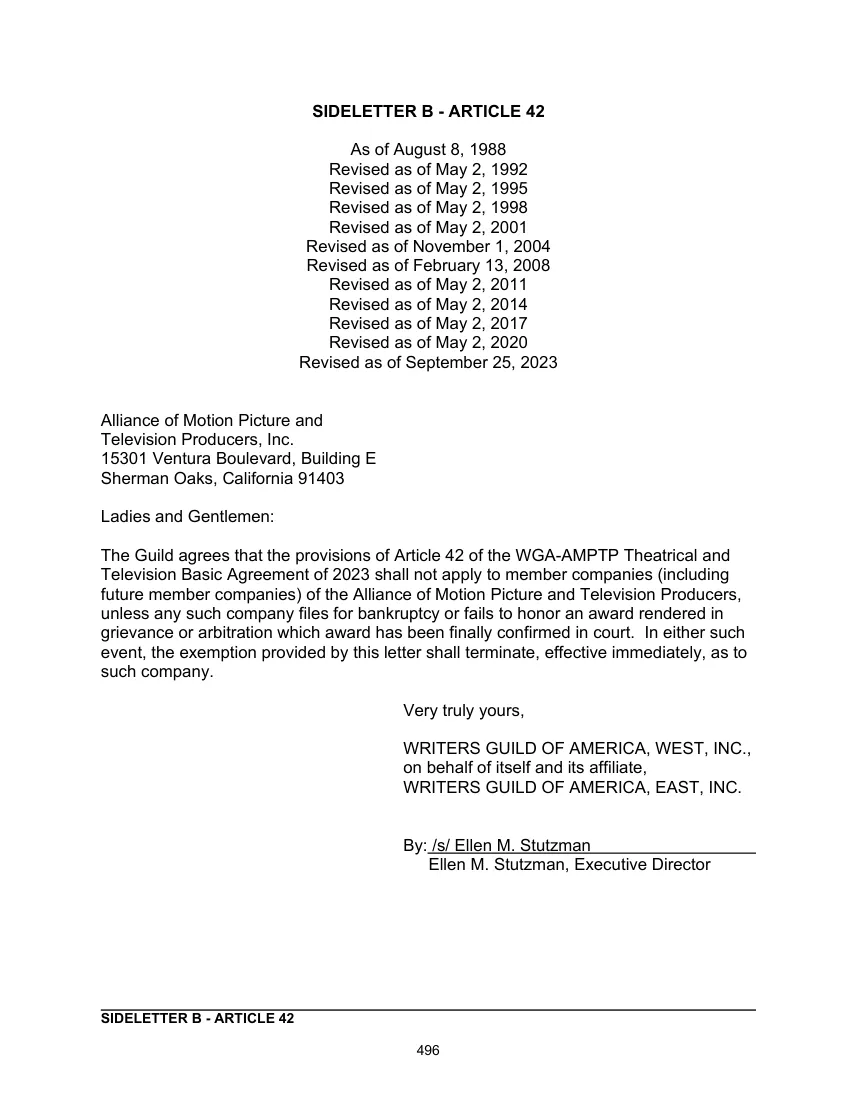 SIDELETTER B - ARTICLE 42
As of August 8, 1988
Revised as of May 2, 1992
Revised as of May 2, 1995
Revised as of May 2, 1998
Revised as of May 2, 2001
Revised as of November 1, 2004
Revised as of February 13, 2008
Revised as of May 2, 2011
Revised as of May 2, 2014
Revised as of May 2, 2017
Revised as of May 2, 2020
Revised as of September 25, 2023
Alliance of Motion Picture and
Television Producers, Inc.
15301 Ventura Boulevard, Building E
Sherman Oaks, California 91403
Ladies and Gentlemen:
The Guild agrees that the provisions of Article 42 of the WGA-AMPTP Theatrical and
Television Basic Agreement of 2023 shall not apply to member companies (including
future member companies) of the Alliance of Motion Picture and Television Producers,
unless any such company files for bankruptcy or fails to honor an award rendered in
grievance or arbitration which award has been finally confirmed in court.  In either such
event, the exemption provided by this letter shall terminate, effective immediately, as to
such company.
Very truly yours,
WRITERS GUILD OF AMERICA, WEST, INC.,
on behalf of itself and its affiliate,
WRITERS GUILD OF AMERICA, EAST, INC.
By: /s/ Ellen M. Stutzman
Ellen M. Stutzman, Executive Director
SIDELETTER B - ARTICLE 42
496